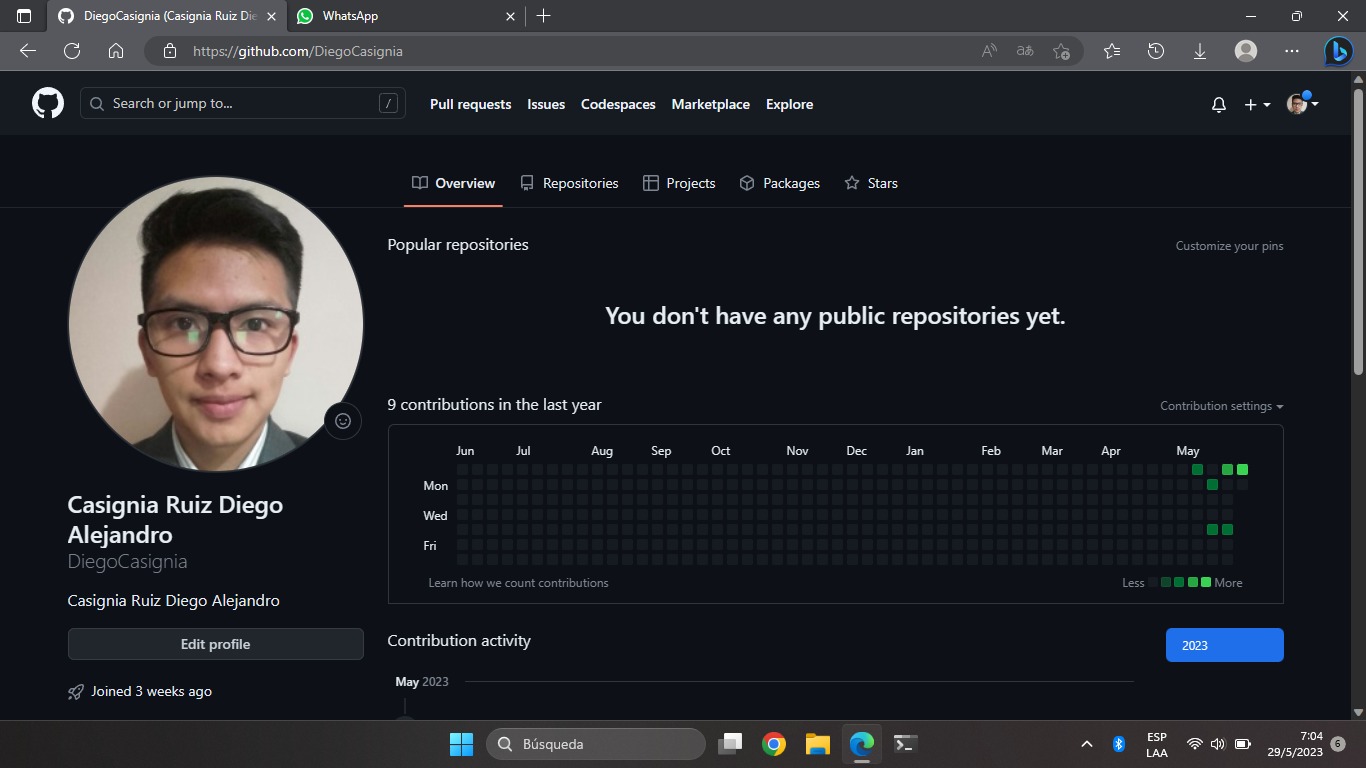 DiegoCasignia (Casignia Ruiz Die
WhatsApp
https://github.com/DiegoCasignia
Search or jump to...
/
Pull requests
Issues
Codespaces
Marketplace
Explore
Overview
Repositories
Projects
Packages
Stars
Popular repositories
Customize your pins
You don't have any public repositories yet.
9 contributions in the last year
Contribution settings
Jun Jul Aug Sep Oct Nov Dec Jan Feb Mar Apr May
Mon
Wed
Fri
Learn how we count contributions
Less
More
Casignia Ruiz Diego
Alejandro
DiegoCasignia
Casignia Ruiz Diego Alejandro
Edit profile
Joined 3 weeks ago
Contribution activity
2023
May 2023
Búsqueda
ESP
LAA
7:04
29/5/2023
6